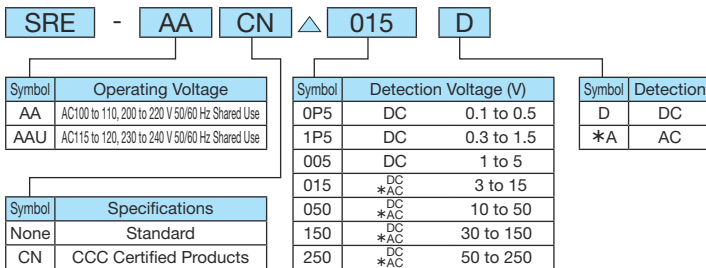 SRE - AA CN △ 015 D
Symbol Operating Voltage
AA AC100 to 110, 200 to 220 V 50/60 Hz Shared Use
AAU AC115 to 120, 230 to 240 V 50/60 Hz Shared Use
Symbol Specifications
None Standard
CN CCC Certified Products
Symbol Detection Voltage (V)
0P5 DC 0.1 to 0.5
1P5 DC 0.3 to 1.5
005 DC 1 to 5
015 DC ∗AC 3 to 15
050 DC ∗AC 10 to 50
150 DC ∗AC 30 to 150
250 DC ∗AC 50 to 250
Symbol Detection
D DC
∗A AC